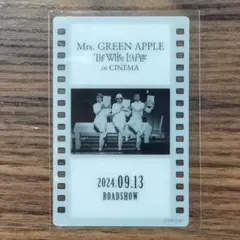 Mrs. GREEN APPLE
The White Lounge
in CINEMA
2024.09.13
ROADSHOW